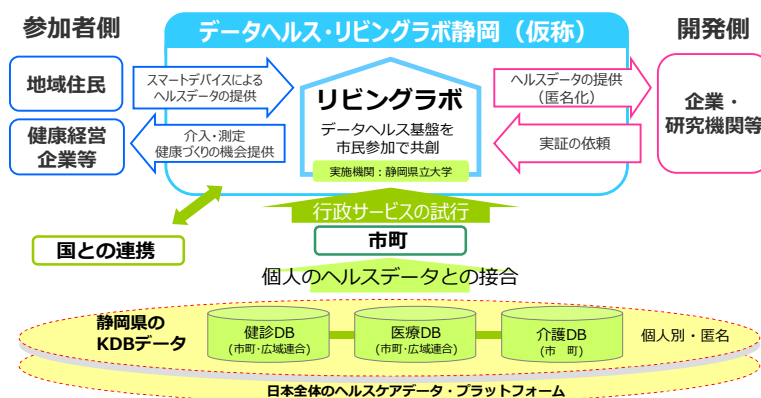 参加者側
データヘルス・リビングラボ静岡（仮称）
開発側
地域住民
スマートデバイスによる
ヘルスデータの提供
リビングラボ
データヘルス基盤を
市民参加で共創
実施機関：静岡県立大学
ヘルスデータの提供
（匿名化）
企業・
研究機関等
健康経営
企業等
介入・測定
健康づくりの機会提供
実証の依頼
行政サービスの試行
国との連携
市町
個人のヘルスデータとの接合
静岡県の
KDBデータ
健診DB
(市町・広域連合)
医療DB
(市町・広域連合)
介護DB
(市　町)
個人別・匿名
日本全体のヘルスケアデータ・プラットフォーム